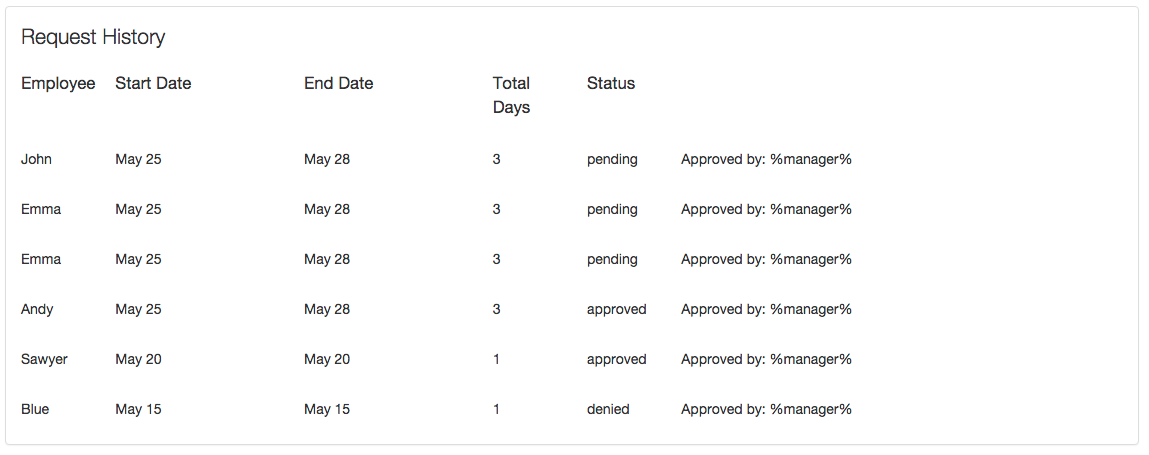 Request History
Employee Start Date End Date Total Days Status
John May 25 May 28 3 pending Approved by: %manager%
Emma May 25 May 28 3 pending Approved by: %manager%
Emma May 25 May 28 3 pending Approved by: %manager%
Andy May 25 May 28 3 approved Approved by: %manager%
Sawyer May 20 May 20 1 approved Approved by: %manager%
Blue May 15 May 15 1 denied Approved by: %manager%